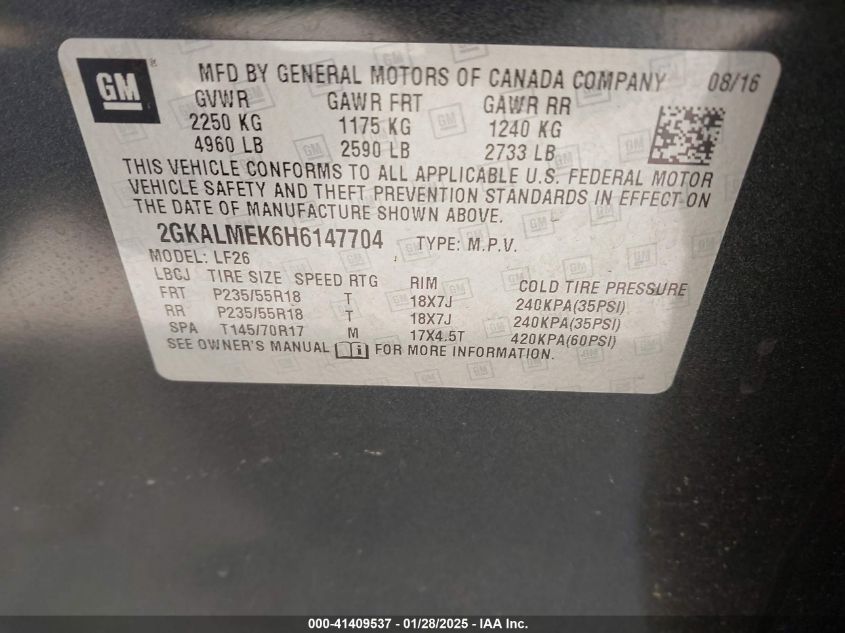 GM ® MFD BY GENERAL MOTORS OF CANADA COMPANY 08/16
GVWR GAWR FRT GAWR RR
2250 KG 1175 KG 1240 KG
4960 LB 2590 LB 2733 LB
THIS VEHICLE CONFORMS TO ALL APPLICABLE U.S. FEDERAL MOTOR
VEHICLE SAFETY AND THEFT PREVENTION STANDARDS IN EFFECT ON
THE DATE OF MANUFACTURE SHOWN ABOVE.
2GKALMEK6H6147704 TYPE: M.P.V.
MODEL: LF26
LBCJ TIRE SIZE SPEED RTG RIM COLD TIRE PRESSURE
FRT P235/55R18 T 18X7J 240KPA(35PSI)
RR P235/55R18 T 18X7J 240KPA(35PSI)
SPA T145/70R17 M 17X4.5T 420KPA(60PSI)
SEE OWNER'S MANUAL FOR MORE INFORMATION.
000-41409537 - 01/28/2025 - IAA Inc.